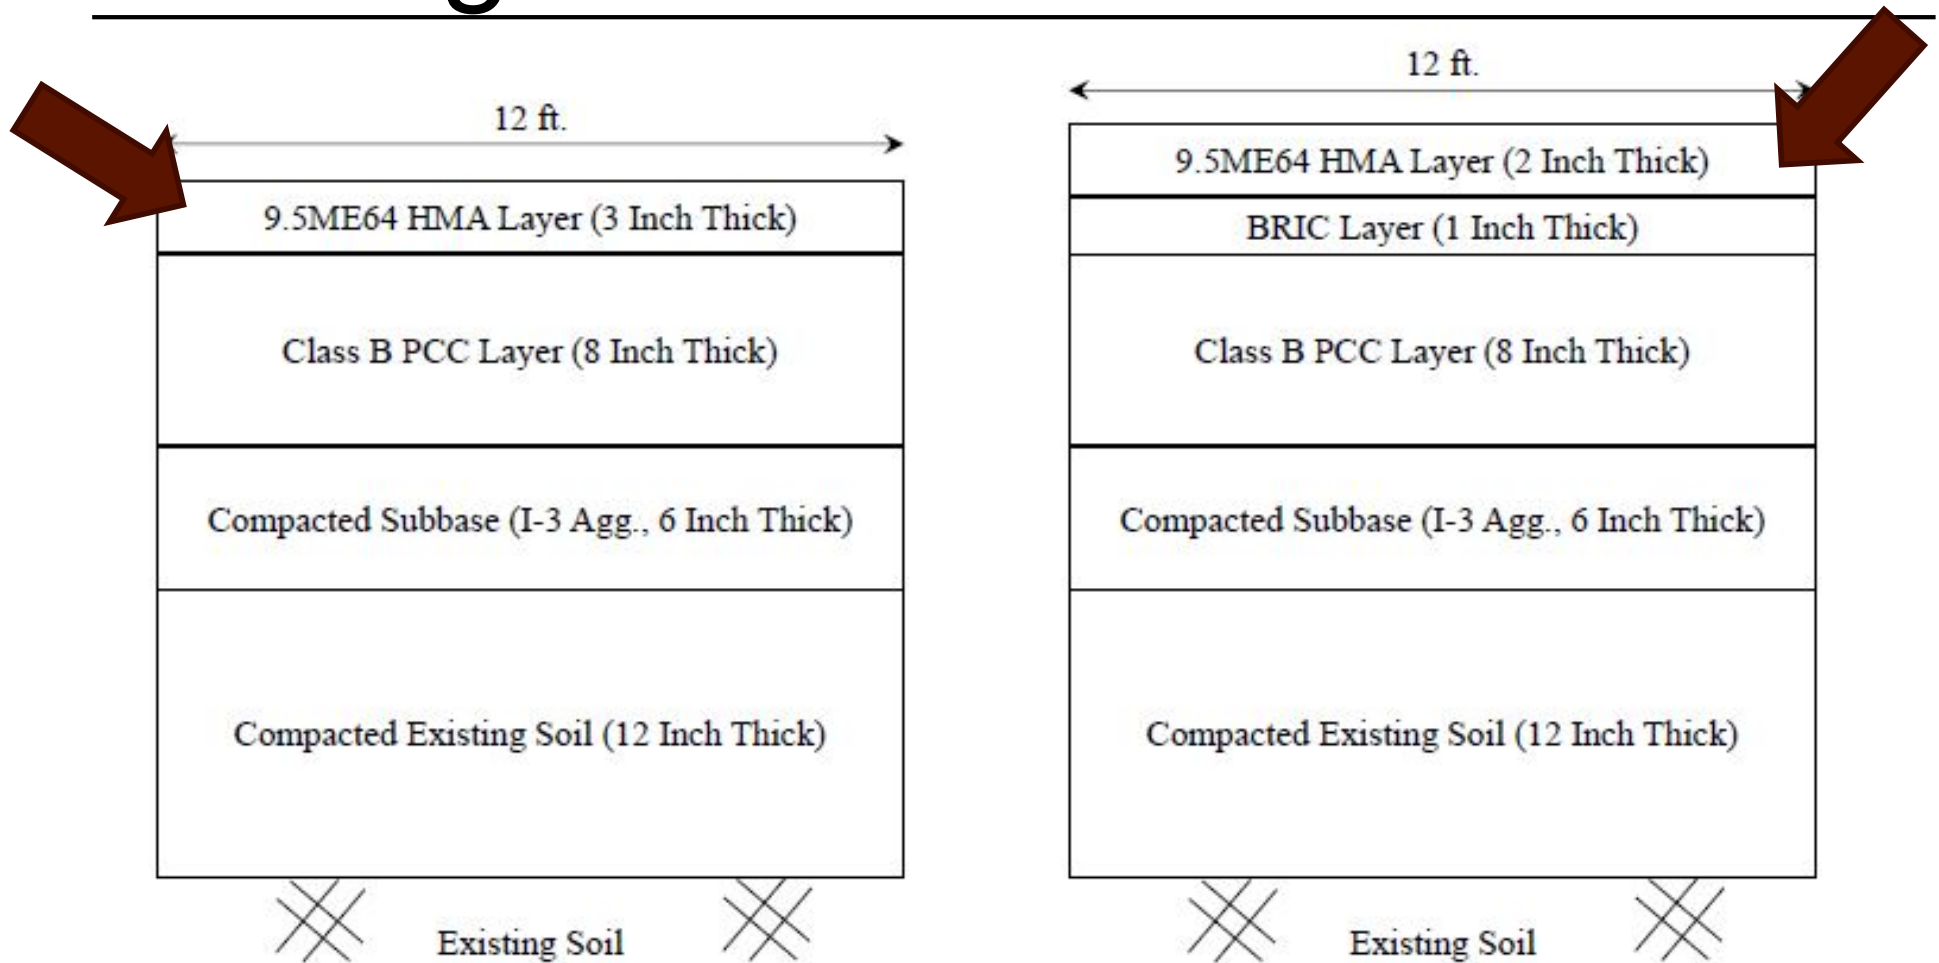 12 ft.
9.5ME64 HMA Layer (3 Inch Thick)
Class B PCC Layer (8 Inch Thick)
Compacted Subbase (I-3 Agg., 6 Inch Thick)
Compacted Existing Soil (12 Inch Thick)
Existing Soil
12 ft.
9.5ME64 HMA Layer (2 Inch Thick)
BRIC Layer (1 Inch Thick)
Class B PCC Layer (8 Inch Thick)
Compacted Subbase (I-3 Agg., 6 Inch Thick)
Compacted Existing Soil (12 Inch Thick)
Existing Soil